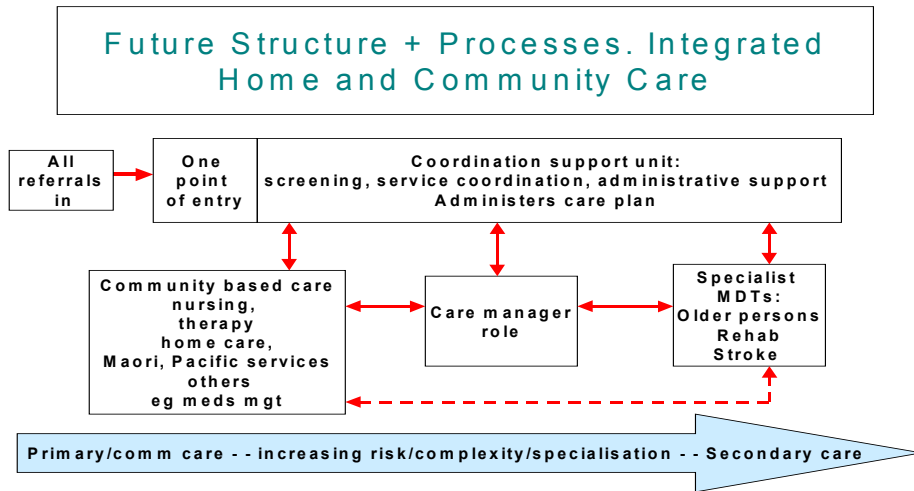 Future Structure + Processes. Integrated
Home and Community Care
All
referrals
in
One
point
of entry
Coordination support unit:
screening, service coordination, administrative support
Administers care plan
Community based care
nursing,
therapy
home care,
Maori, Pacific services
others
eg meds mgt
Care manager
role
Specialist
MDTs:
Older persons
Rehab
Stroke
Primary/comm care -- increasing risk/complexity/specialisation -- Secondary care